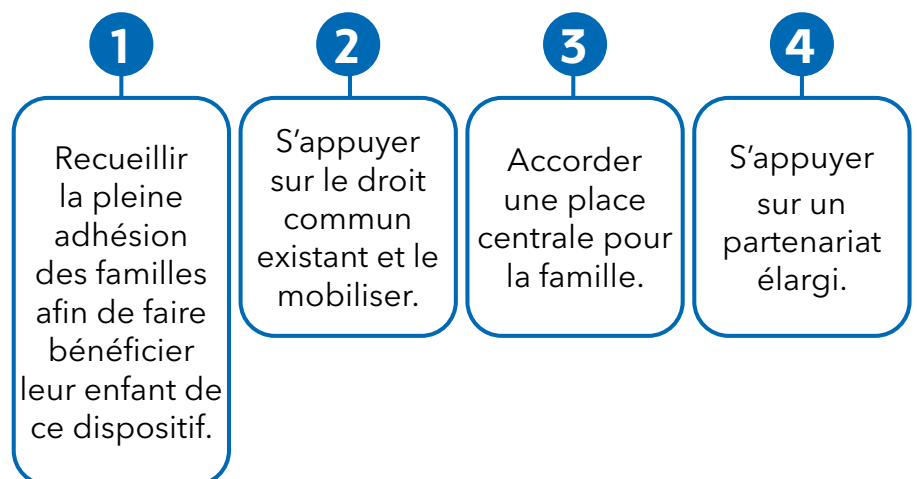 1
Recueillir
la pleine
adhésion
des familles
afin de faire
bénéficier
leur enfant de
ce dispositif.
2
S’appuyer
sur le droit
commun
existant et le
mobiliser.
3
Accorder
une place
centrale pour
la famille.
4
S’appuyer
sur un
partenariat
élargi.